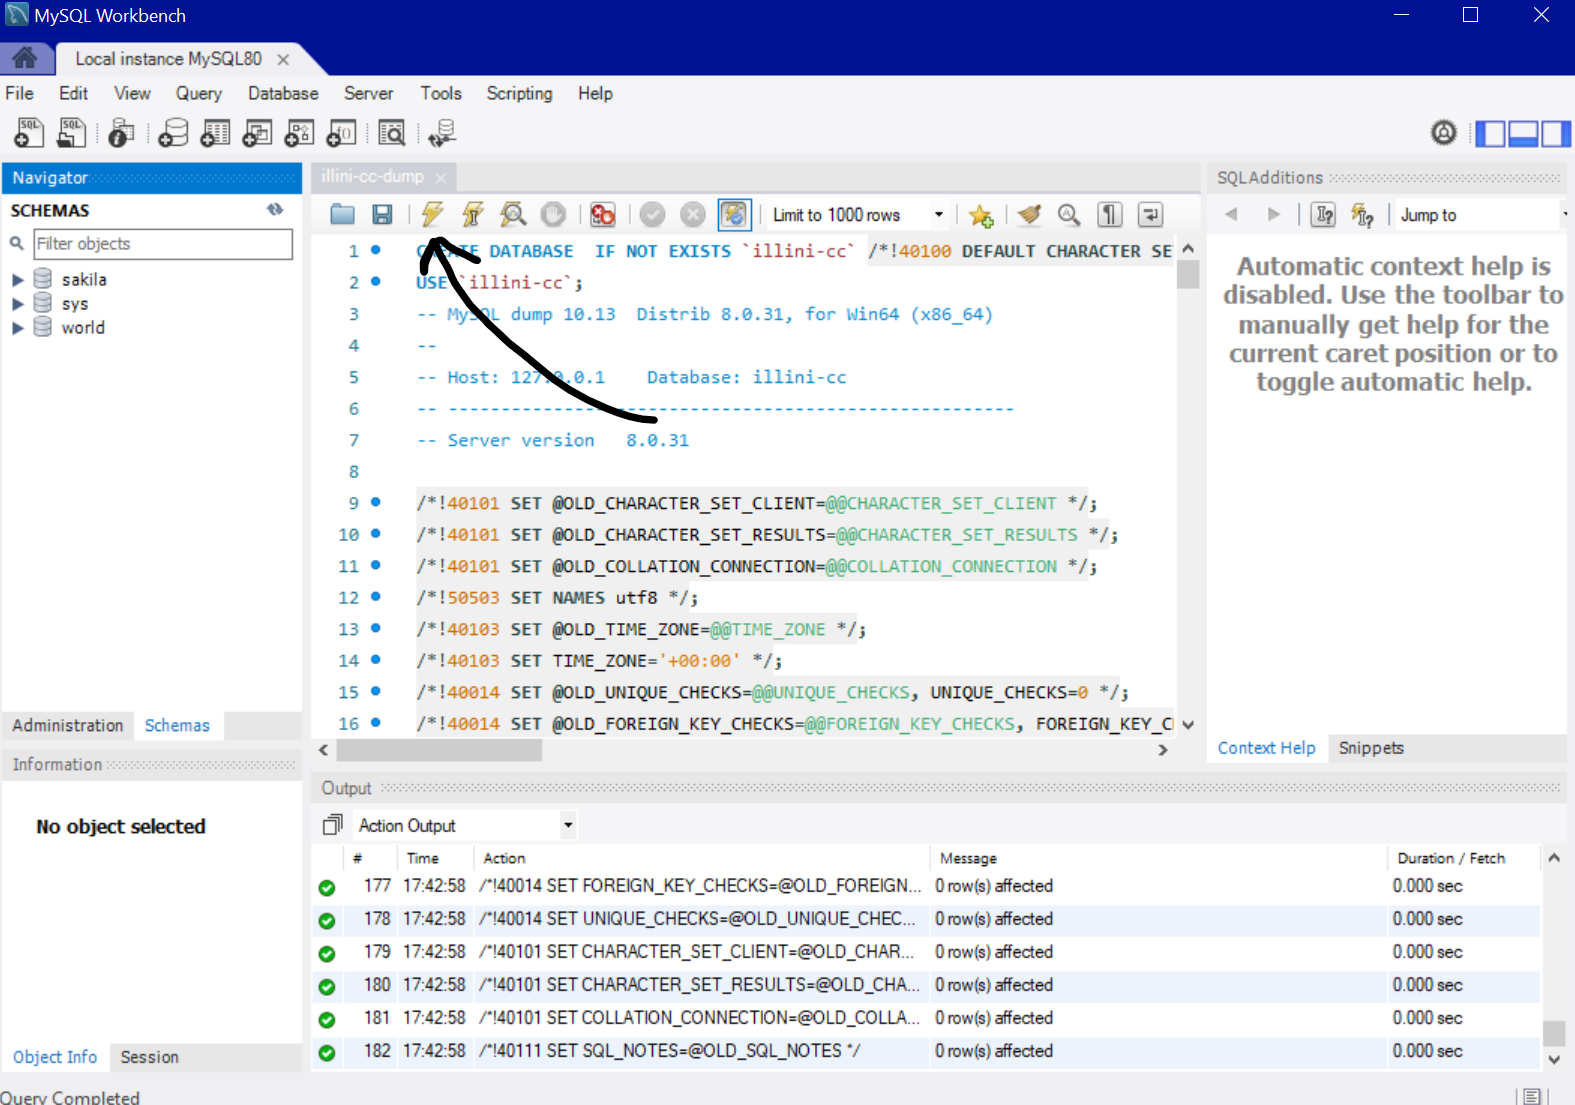 MySQL Workbench
Local instance MySQL80
File Edit View Query Database Server Tools Scripting Help
SQL SQL
Navigator
SCHEMAS
Filter objects
sakila
sys
world
Administration Schemas
Information
No object selected
Object Info Session
Query Completed
illini-cc-dump
Limit to 1000 rows
1 CREATE DATABASE IF NOT EXISTS `illini-cc` /*!40100 DEFAULT CHARACTER SE
2 USE `illini-cc`;
3 -- MySQL dump 10.13 Distrib 8.0.31, for Win64 (x86_64)
4 --
5 -- Host: 127.0.0.1 Database: illini-cc
6 -- ------------------------------------------------------
7 -- Server version 8.0.31
8
9 /*!40101 SET @OLD_CHARACTER_SET_CLIENT=@@CHARACTER_SET_CLIENT */;
10 /*!40101 SET @OLD_CHARACTER_SET_RESULTS=@@CHARACTER_SET_RESULTS */;
11 /*!40101 SET @OLD_COLLATION_CONNECTION=@@COLLATION_CONNECTION */;
12 /*!50503 SET NAMES utf8 */;
13 /*!40103 SET @OLD_TIME_ZONE=@@TIME_ZONE */;
14 /*!40103 SET TIME_ZONE='+00:00' */;
15 /*!40014 SET @OLD_UNIQUE_CHECKS=@@UNIQUE_CHECKS, UNIQUE_CHECKS=0 */;
16 /*!40014 SET @OLD_FOREIGN_KEY_CHECKS=@@FOREIGN_KEY_CHECKS, FOREIGN_KEY_C
SQLAdditions
Jump to
Automatic context help is
disabled. Use the toolbar to
manually get help for the
current caret position or to
toggle automatic help.
Context Help Snippets
Output
Action Output
# Time Action Message Duration / Fetch
177 17:42:58 /*!40014 SET FOREIGN_KEY_CHECKS=@OLD_FOREIGN... 0 row(s) affected 0.000 sec
178 17:42:58 /*!40014 SET UNIQUE_CHECKS=@OLD_UNIQUE_CHEC... 0 row(s) affected 0.000 sec
179 17:42:58 /*!40101 SET CHARACTER_SET_CLIENT=@OLD_CHAR... 0 row(s) affected 0.000 sec
180 17:42:58 /*!40101 SET CHARACTER_SET_RESULTS=@OLD_CHA... 0 row(s) affected 0.000 sec
181 17:42:58 /*!40101 SET COLLATION_CONNECTION=@OLD_COLLA... 0 row(s) affected 0.000 sec
182 17:42:58 /*!40111 SET SQL_NOTES=@OLD_SQL_NOTES */ 0 row(s) affected 0.000 sec